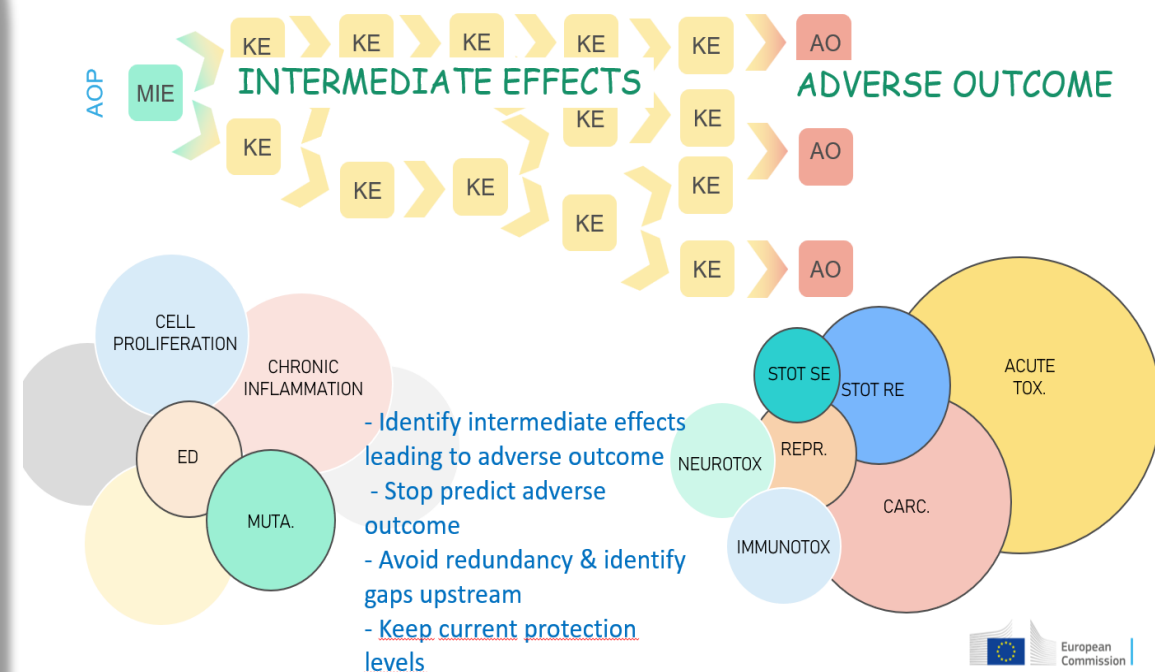 AOP
MIE
KE KE KE KE KE AO
INTERMEDIATE EFFECTS
ADVERSE OUTCOME
KE KE KE AO
KE KE KE
KE
KE AO
CELL
PROLIFERATION
CHRONIC
INFLAMMATION
ED
MUTA.
- Identify intermediate effects
leading to adverse outcome
- Stop predict adverse
outcome
- Avoid redundancy & identify
gaps upstream
- Keep current protection
levels
STOT SE
STOT RE
ACUTE
TOX.
NEUROTOX
REPR.
CARC.
IMMUNOTOX
European
Commission